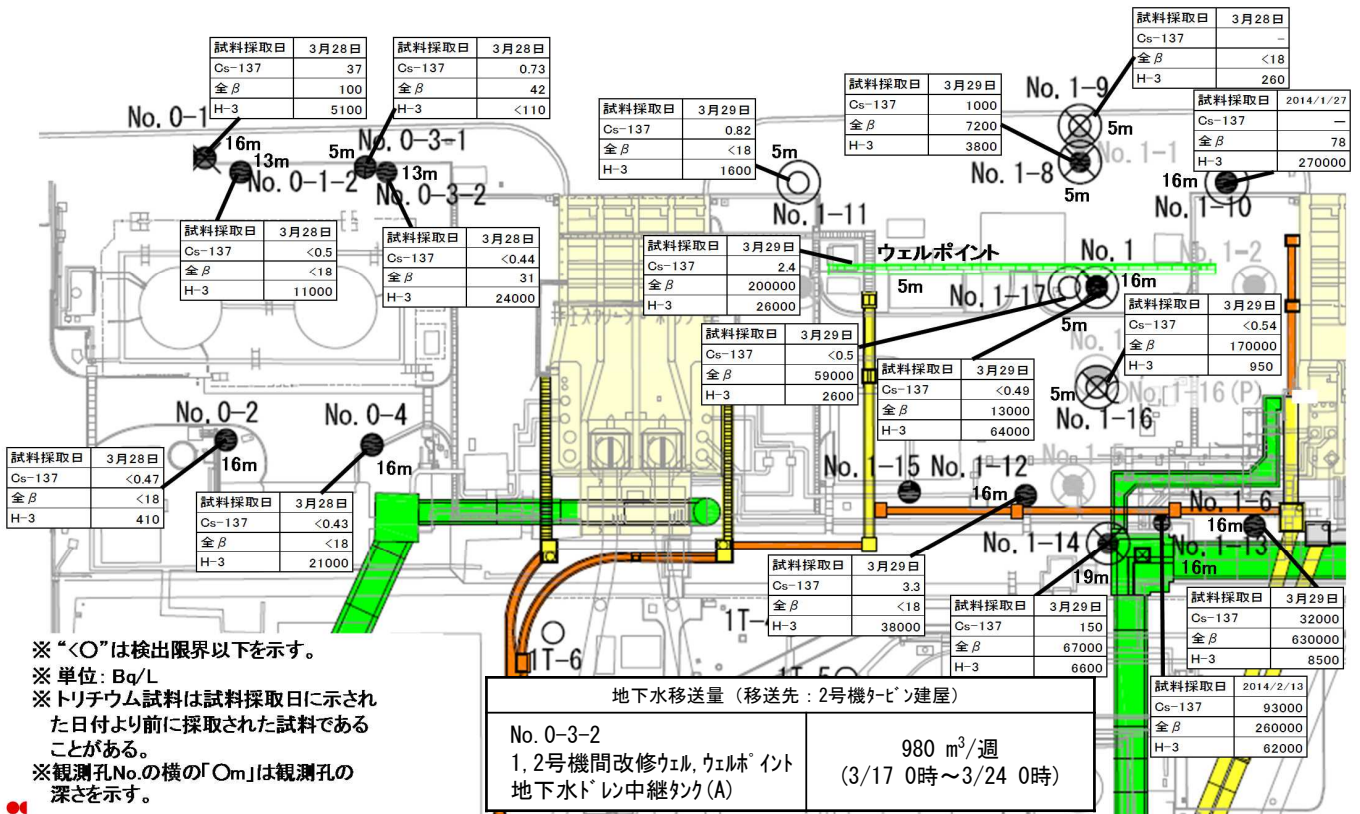 試料採取日 3月28日
Cs-137 37
全β 100
H-3 5100
試料採取日 3月28日
Cs-137 0.73
全β 42
H-3 <110
試料採取日 3月29日
Cs-137 0.82
全β <18
H-3 1600
試料採取日 3月29日
Cs-137 1000
全β 7200
H-3 3800
試料採取日 3月28日
Cs-137 -
全β <18
H-3 260
試料採取日 2014/1/27
Cs-137 —
全β 78
H-3 270000
No. 0-1
16m
13m
No. 0-1-2
5m
No. 0-3-1
13m
No. 0-3-2
5m
No. 1-11
No. 1-9
5m
No. 1-1
No. 1-8
5m
16m
No. 1-10
試料採取日 3月28日
Cs-137 <0.5
全β <18
H-3 11000
試料採取日 3月28日
Cs-137 <0.44
全β 31
H-3 24000
試料採取日 3月29日
Cs-137 2.4
全β 200000
H-3 26000
ウェルポイント
5m
No. 1
16m
No. 1-2
No. 1-17
5m
試料採取日 3月29日
Cs-137 <0.5
全β 59000
H-3 2600
試料採取日 3月29日
Cs-137 <0.49
全β 13000
H-3 64000
試料採取日 3月29日
Cs-137 <0.54
全β 170000
H-3 950
5m
No. 1-16
No. 1-16(P)
No. 0-2
16m
No. 0-4
16m
試料採取日 3月28日
Cs-137 <0.47
全β <18
H-3 410
試料採取日 3月28日
Cs-137 <0.43
全β <18
H-3 21000
No. 1-15
No. 1-12
16m
No. 1-5
No. 1-14
19m
No. 1-6
16m
No. 1-13
16m
試料採取日 3月29日
Cs-137 3.3
全β <18
H-3 38000
試料採取日 3月29日
Cs-137 150
全β 67000
H-3 6600
試料採取日 3月29日
Cs-137 32000
全β 630000
H-3 8500
試料採取日 2014/2/13
Cs-137 93000
全β 260000
H-3 62000
1T-6
※ “<○”は検出限界以下を示す。
※ 単位: Bq/L
※トリチウム試料は試料採取日に示され
た日付より前に採取された試料である
ことがある。
※観測孔No.の横の「○m」は観測孔の
深さを示す。
地下水移送量 (移送先：2号機ﾀｰﾋﾞﾝ建屋)
No. 0-3-2
1, 2号機間改修ウェル, ウェルポイント
地下水ﾄﾞﾚﾝ中継タンク(A)
980 m³/週
(3/17 0時～3/24 0時)